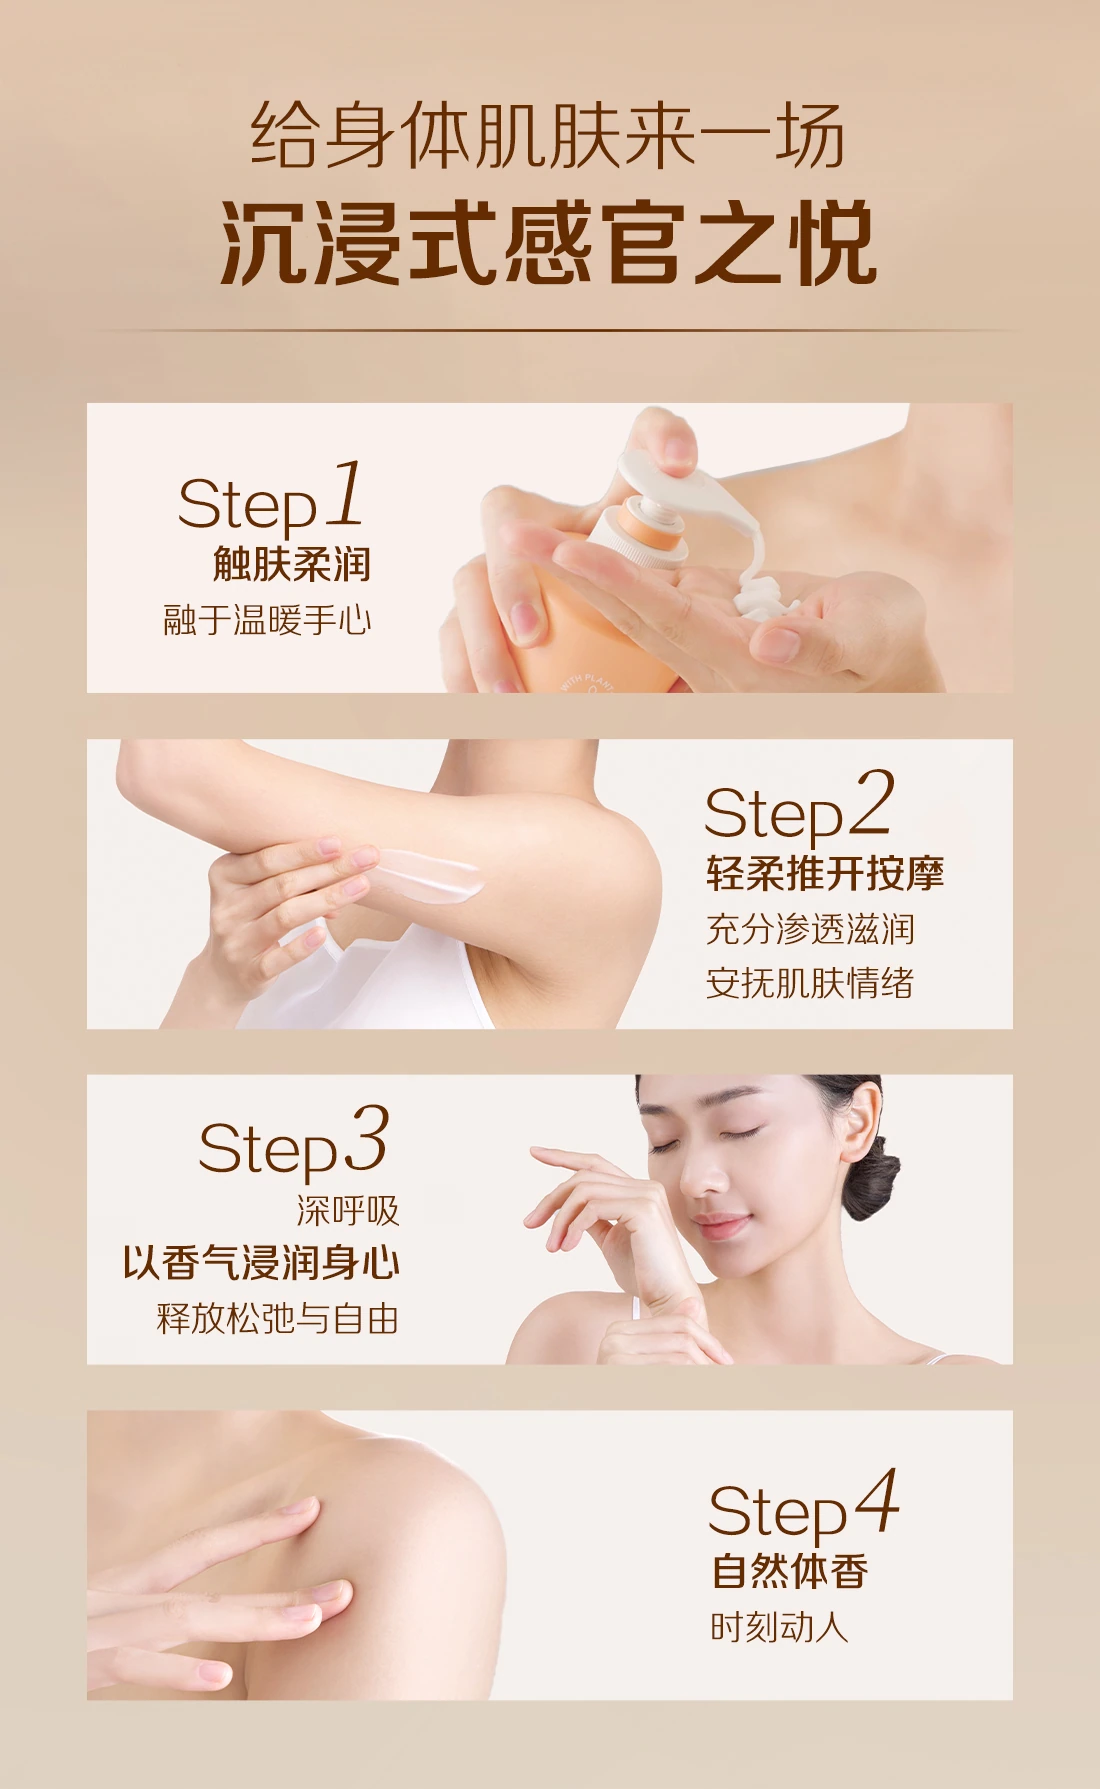 给身体肌肤来一场
沉浸式感官之悦
Step1
触肤柔润
融于温暖手心
WITH PLANT
Step2
轻柔推开按摩
充分渗透滋润
安抚肌肤情绪
Step3
深呼吸
以香气浸润身心
释放松弛与自由
Step4
自然体香
时刻动人